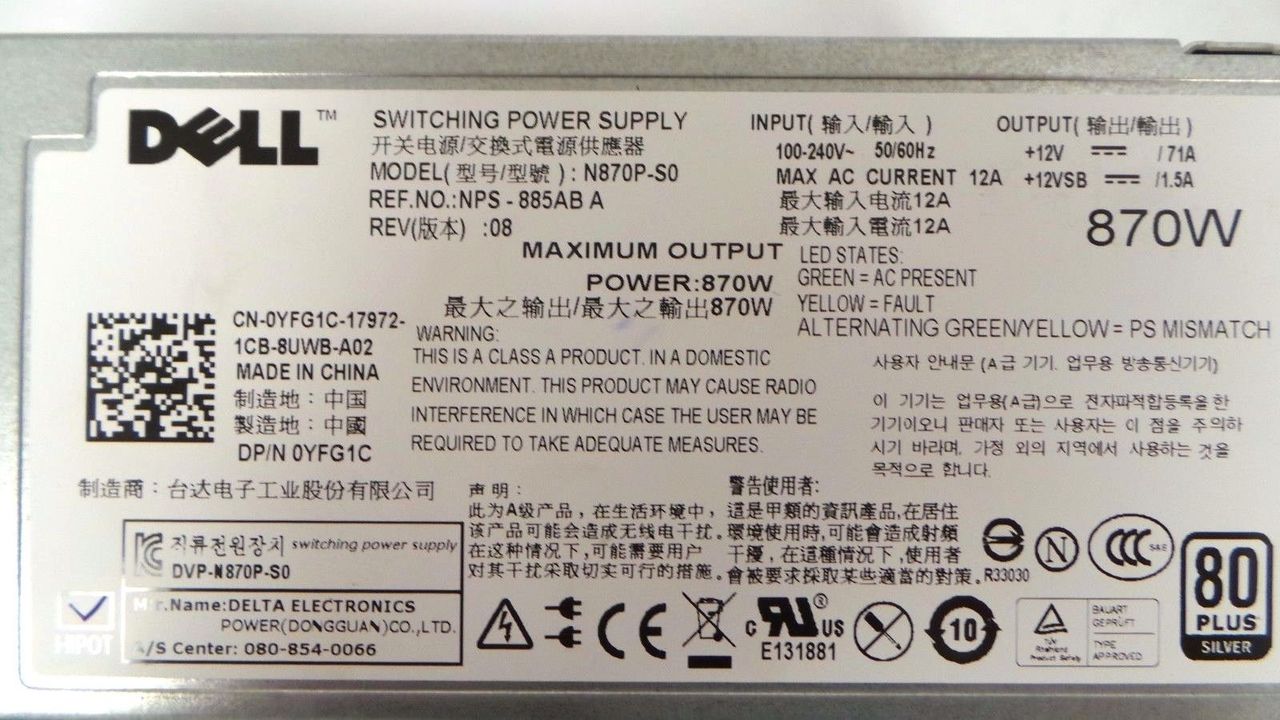 DELL™
SWITCHING POWER SUPPLY
开关电源/交換式電源供應器
MODEL(型号/型號): N870P-S0
REF.NO.:NPS - 885AB A
REV(版本) :08
INPUT(输入/輸入)
100-240V~ 50/60Hz
MAX AC CURRENT 12A
最大输入电流12A
最大輸入電流12A
OUTPUT(输出/輸出)
+12V /71A
+12VSB /1.5A
870W
MAXIMUM OUTPUT
POWER:870W
最大之输出/最大之輸出870W
LED STATES:
GREEN = AC PRESENT
YELLOW = FAULT
ALTERNATING GREEN/YELLOW = PS MISMATCH
CN-0YFG1C-17972-
1CB-8UWB-A02
MADE IN CHINA
制造地: 中国
製造地: 中國
DP/N 0YFG1C
WARNING:
THIS IS A CLASS A PRODUCT. IN A DOMESTIC
ENVIRONMENT. THIS PRODUCT MAY CAUSE RADIO
INTERFERENCE IN WHICH CASE THE USER MAY BE
REQUIRED TO TAKE ADEQUATE MEASURES.
사용자 안내문 (A급 기기. 업무용 방송통신기기)
이 기기는 업무용(A급)으로 전자파적합등록을 한
기기이오니 판매자 또는 사용자는 이 점을 주의하
시기 바라며, 가정 외의 지역에서 사용하는 것을
목적으로 합니다.
制造商: 台达电子工业股份有限公司
声明:
此为A级产品, 在生活环境中,
该产品可能会造成无线电干扰.
在这种情况下,可能需要用户
对其干扰采取切实可行的措施。
警告使用者:
這是甲類的資訊產品,在居住
環境使用時,可能會造成射頻
干擾, 在這種情況下,使用者
會被要求採取某些適當的對策。
직류전원장치 switching power supply
DVP-N870P-S0
Mfr.Name:DELTA ELECTRONICS
POWER(DONGGUAN)CO.,LTD.
A/S Center: 080-854-0066
HIPOT
R33030
N
CCC S&E
80
PLUS
SILVER
CE
c RU ® US
E131881
10
TÜV
Rheinland
Product Safety
BAUART
GEPRÜFT
TYPE
APPROVED